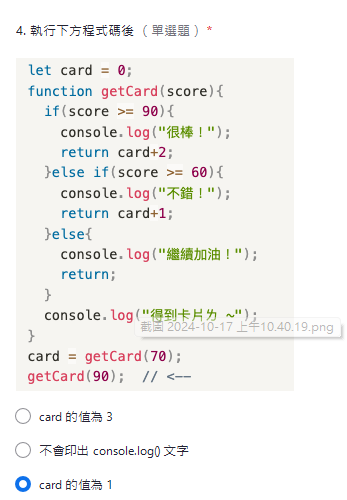 4. 執行下方程式碼後 （單選題） *
let card = 0;
function getCard(score){
if(score >= 90){
console.log("很棒！");
return card+2;
}else if(score >= 60){
console.log("不錯！");
return card+1;
}else{
console.log("繼續加油！");
return;
}
console.log("得到卡片ㄌ ~");
截圖 2024-10-17 上午10.40.19.png
}
card = getCard(70);
getCard(90);  // <--
card 的值為 3
不會印出 console.log() 文字
card 的值為 1